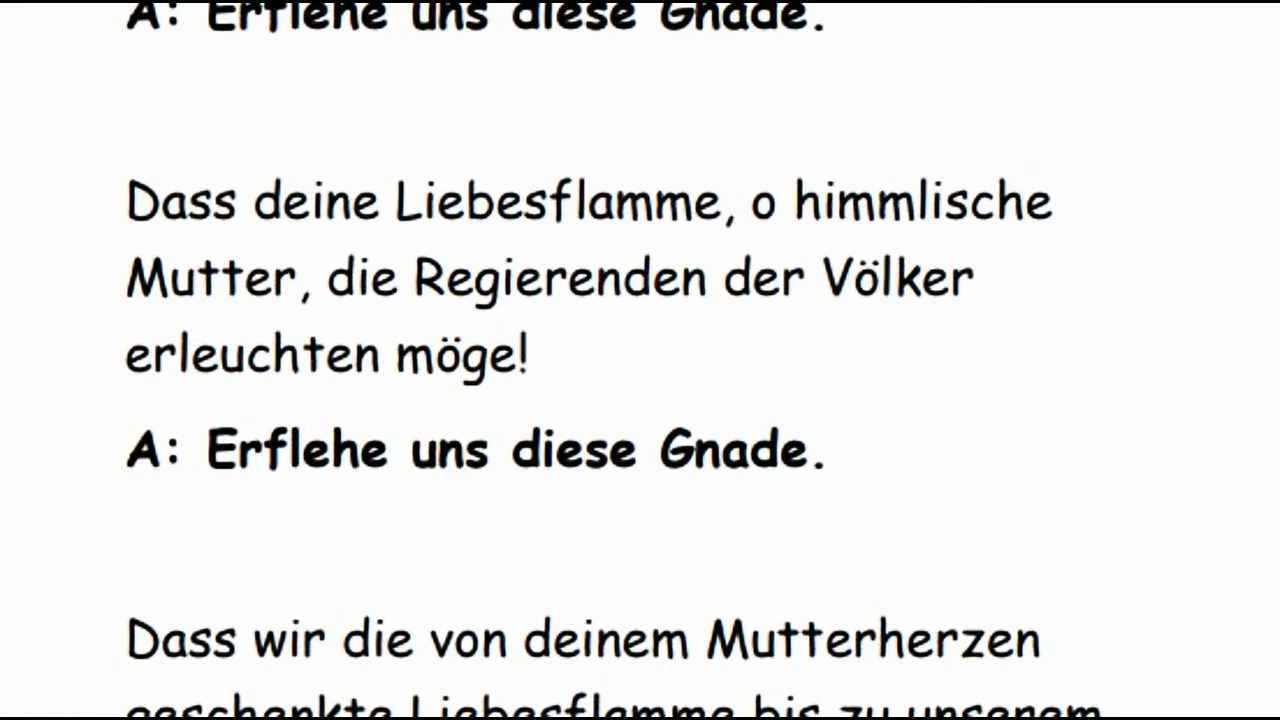 A: Erflehe uns diese Gnade.
Dass deine Liebesflamme, o himmlische
Mutter, die Regierenden der Völker
erleuchten möge!
A: Erflehe uns diese Gnade.
Dass wir die von deinem Mutterherzen
geschenkte Liebesflamme bis zu unserem